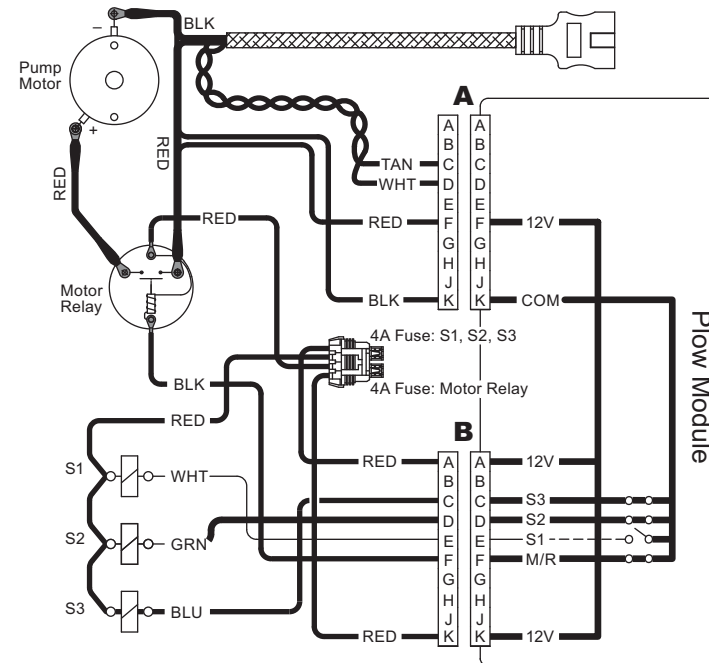 −
BLK
Pump
Motor
+
RED
RED
A
A
B
C
D
E
F
G
H
J
K
A
B
C
D
E
F
G
H
J
K
TAN
WHT
RED
12V
RED
Motor
Relay
BLK
COM
4A Fuse: S1, S2, S3
4A Fuse: Motor Relay
Plow Module
BLK
RED
B
A
B
C
D
E
F
G
H
J
K
A
B
C
D
E
F
G
H
J
K
RED
12V
S1
WHT
S3
S2
S2
GRN
S1
M/R
S3
BLU
RED
12V